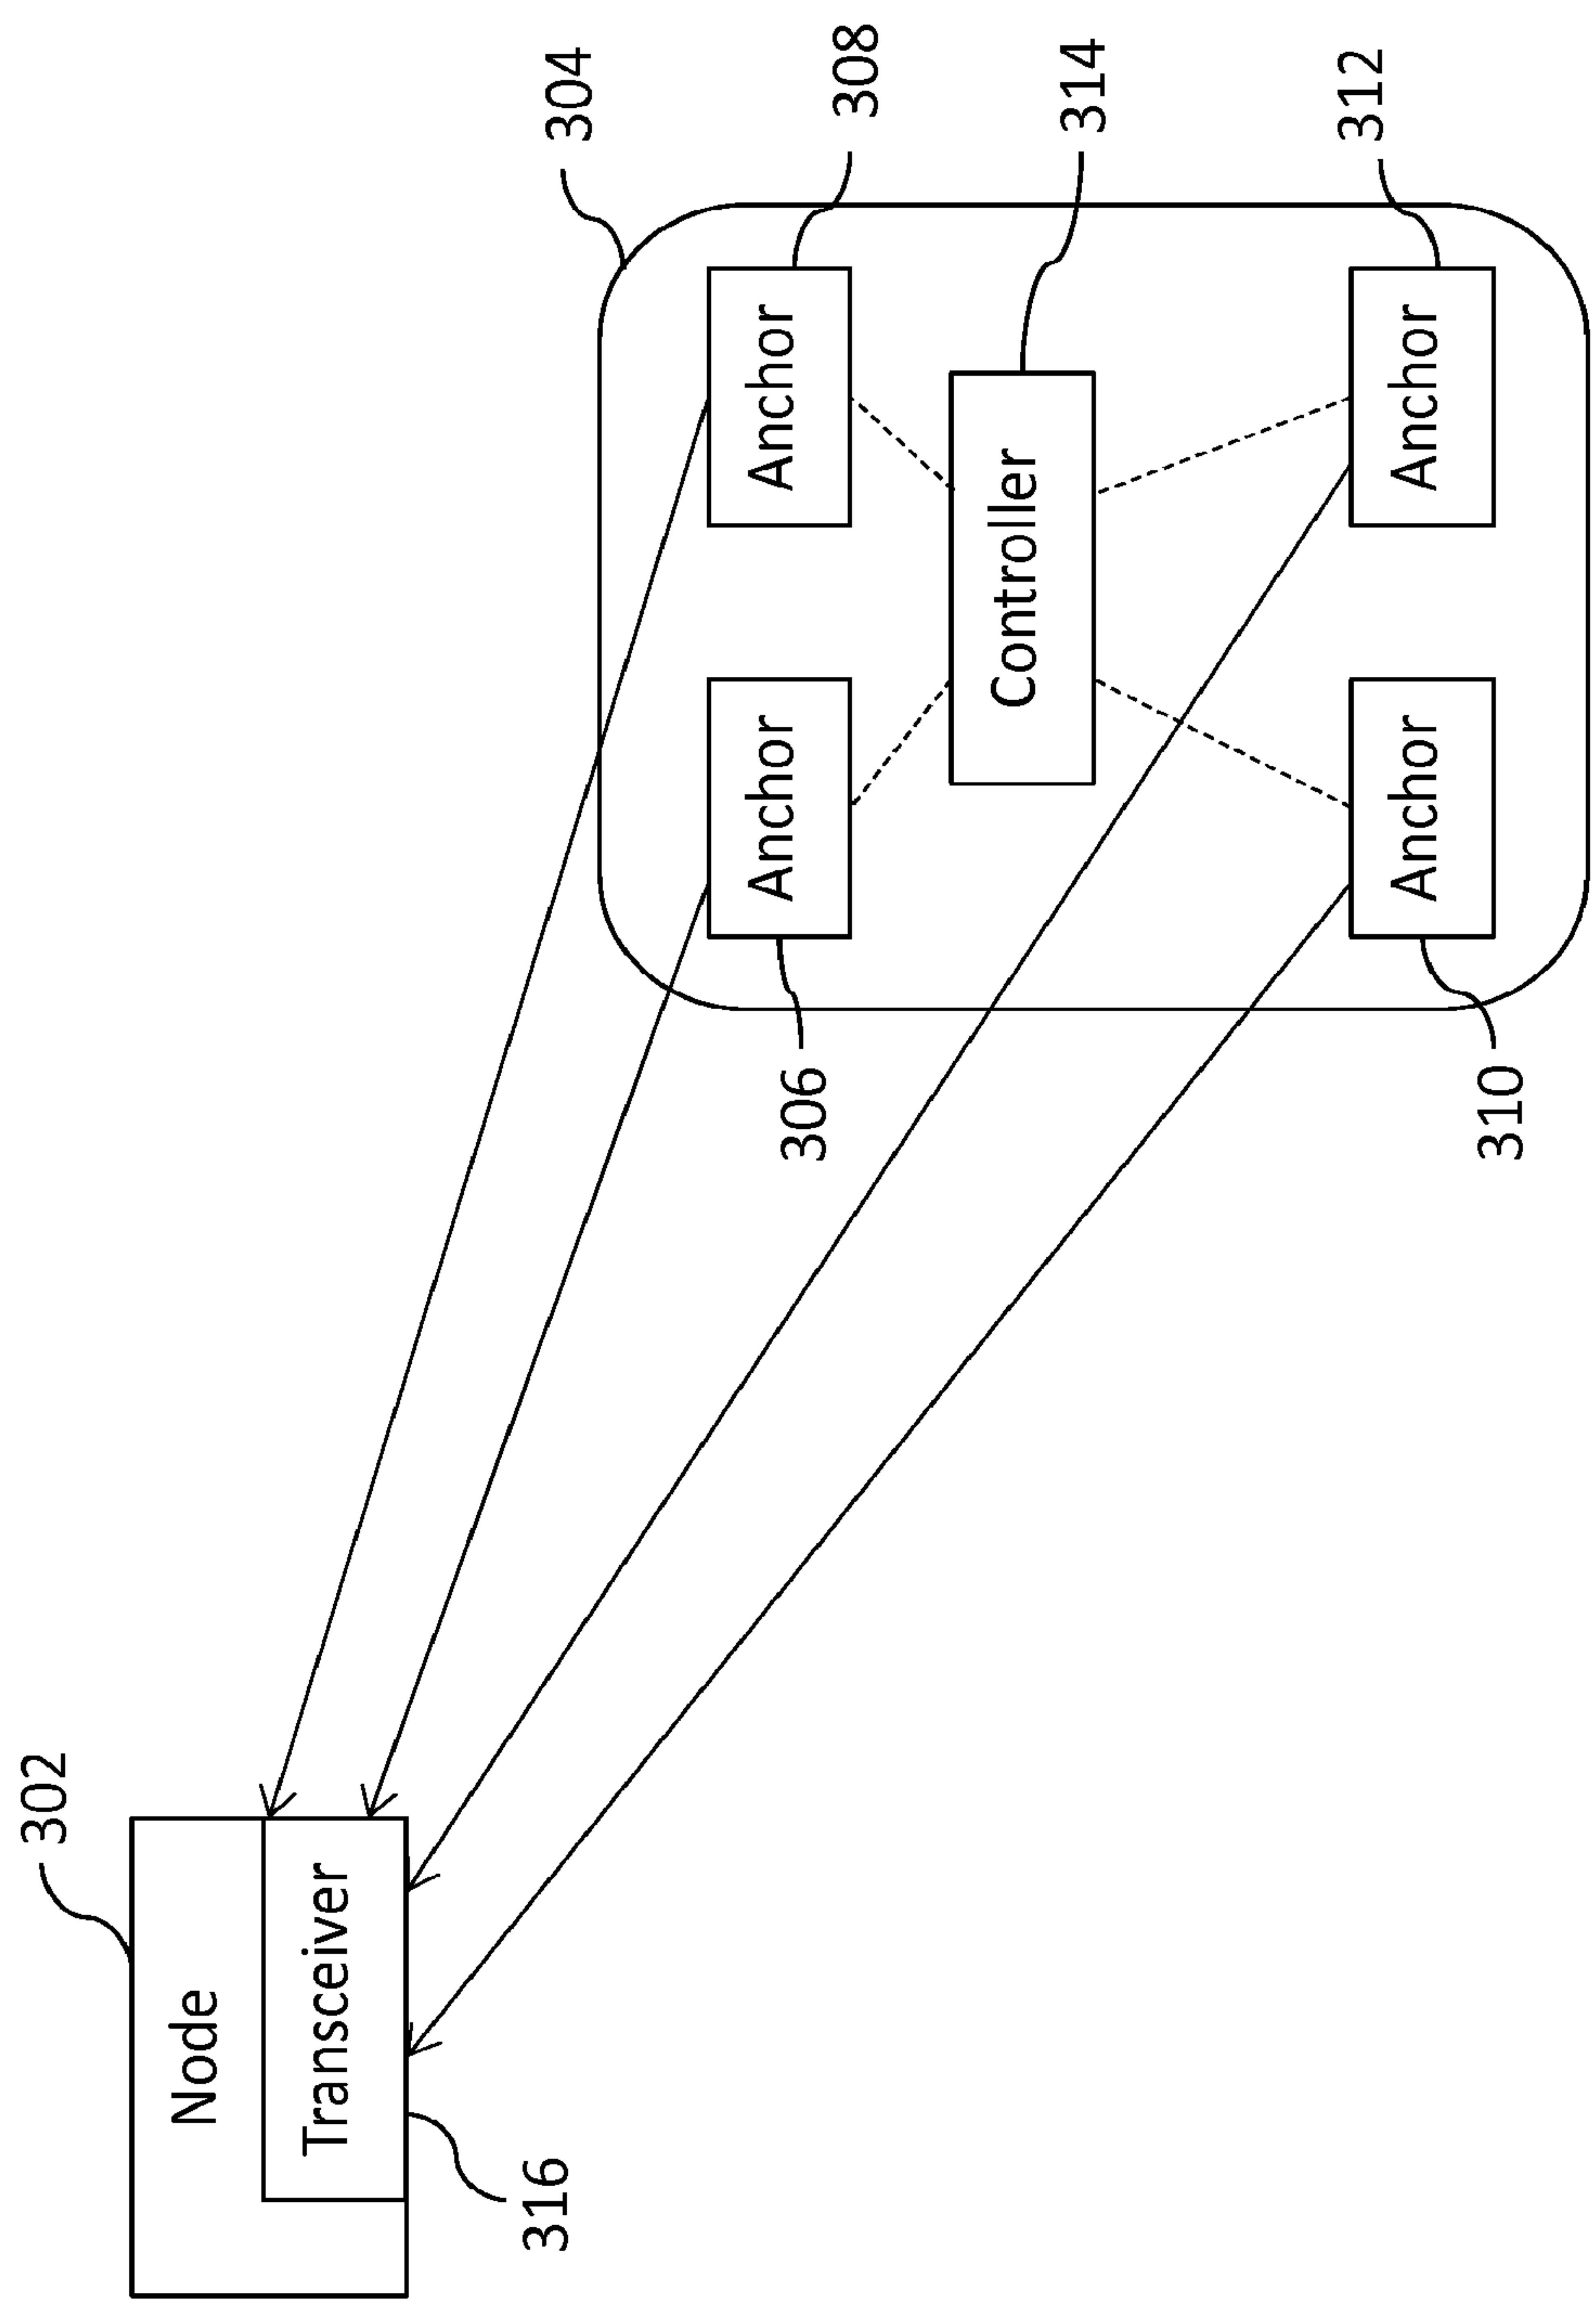 302
Node
Transceiver
316
304
308
Anchor
Anchor
306
314
Controller
312
Anchor
Anchor
310